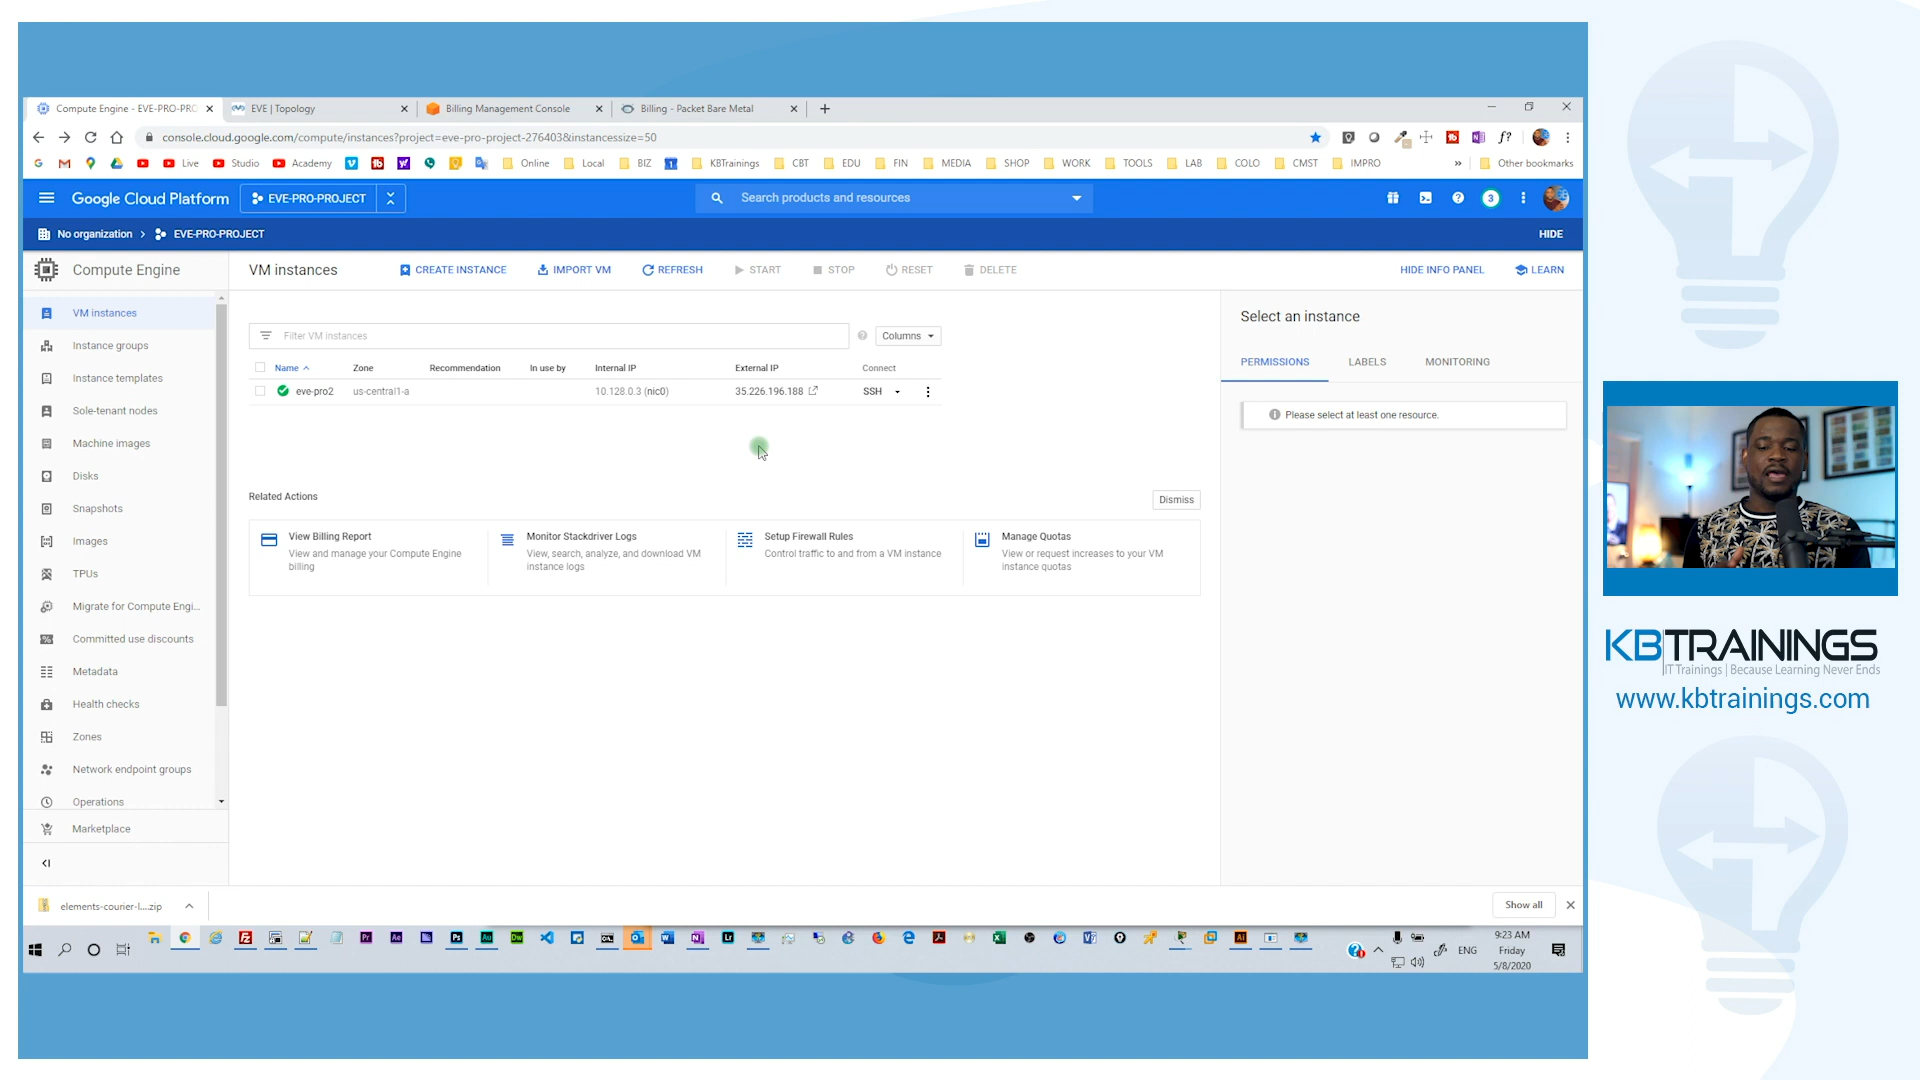 Compute Engine - EVE-PRO-PRO
EVE | Topology
Billing Management Console
Billing - Packet Bare Metal
console.cloud.google.com/compute/instances?project=eve-pro-project-276403&instancessize=50
Live
Studio
Academy
Online
Local
BIZ
KBTrainings
CBT
EDU
FIN
MEDIA
SHOP
WORK
TOOLS
LAB
COLO
CMST
IMPRO
»
Other bookmarks
Google Cloud Platform
EVE-PRO-PROJECT
Search products and resources
3
No organization > EVE-PRO-PROJECT
HIDE
Compute Engine
VM instances
CREATE INSTANCE
IMPORT VM
REFRESH
START
STOP
RESET
DELETE
HIDE INFO PANEL
LEARN
VM instances
Instance groups
Instance templates
Sole-tenant nodes
Machine images
Disks
Snapshots
Images
TPUs
Migrate for Compute Engi...
Committed use discounts
Metadata
Health checks
Zones
Network endpoint groups
Operations
Marketplace
Filter VM instances
Columns
Name
Zone
Recommendation
In use by
Internal IP
External IP
Connect
eve-pro2
us-central1-a
10.128.0.3 (nic0)
35.226.196.188
SSH
Related Actions
Dismiss
View Billing Report
View and manage your Compute Engine
billing
Monitor Stackdriver Logs
View, search, analyze, and download VM
instance logs
Setup Firewall Rules
Control traffic to and from a VM instance
Manage Quotas
View or request increases to your VM
instance quotas
Select an instance
PERMISSIONS
LABELS
MONITORING
Please select at least one resource.
elements-courier-l....zip
Show all
ENG
9:23 AM
Friday
5/8/2020
KBTRAININGS
IT Trainings | Because Learning Never Ends
www.kbtrainings.com